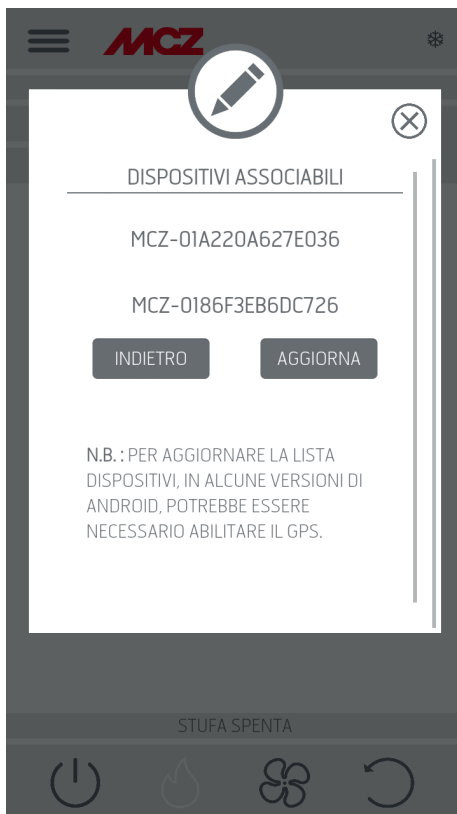 MCZ
DISPOSITIVI ASSOCIABILI
MCZ-01A220A627E036
MCZ-0186F3EB6DC726
INDIETRO AGGIORNA
N.B. : PER AGGIORNARE LA LISTA
DISPOSITIVI, IN ALCUNE VERSIONI DI
ANDROID, POTREBBE ESSERE
NECESSARIO ABILITARE IL GPS.
STUFA SPENTA